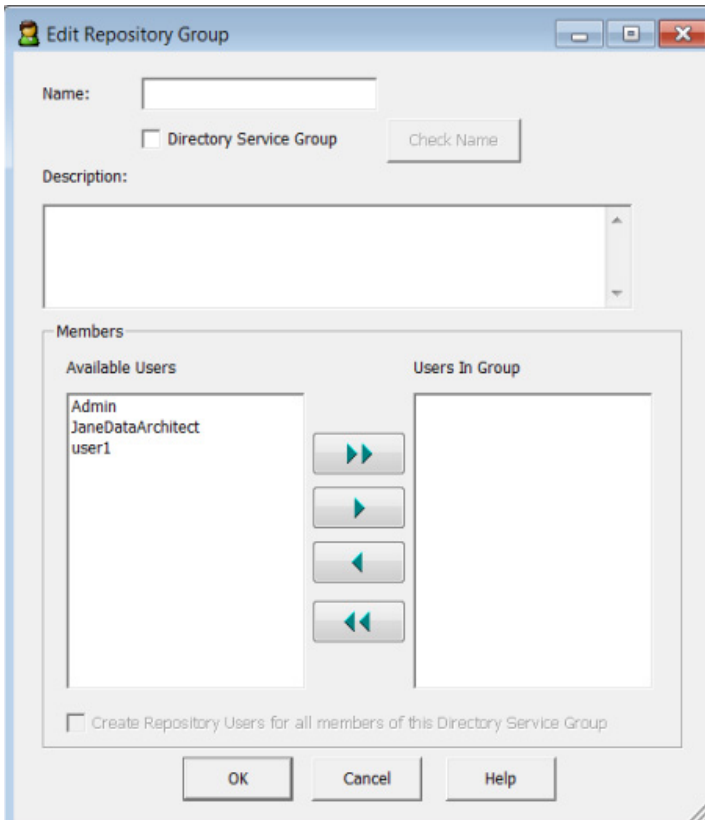 Edit Repository Group
Name:
Directory Service Group
Check Name
Description:
Members
Available Users
Users In Group
Admin
JaneDataArchitect
user1
Create Repository Users for all members of this Directory Service Group
OK
Cancel
Help